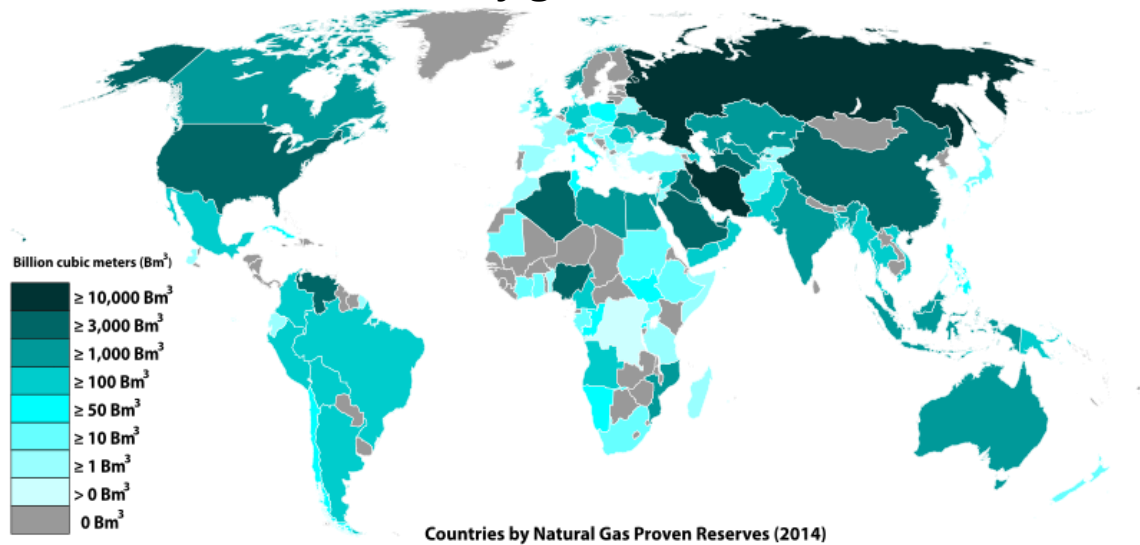 Billion cubic meters (Bm³)
≥ 10,000 Bm³
≥ 3,000 Bm³
≥ 1,000 Bm³
≥ 100 Bm³
≥ 50 Bm³
≥ 10 Bm³
≥ 1 Bm³
> 0 Bm³
0 Bm³
Countries by Natural Gas Proven Reserves (2014)